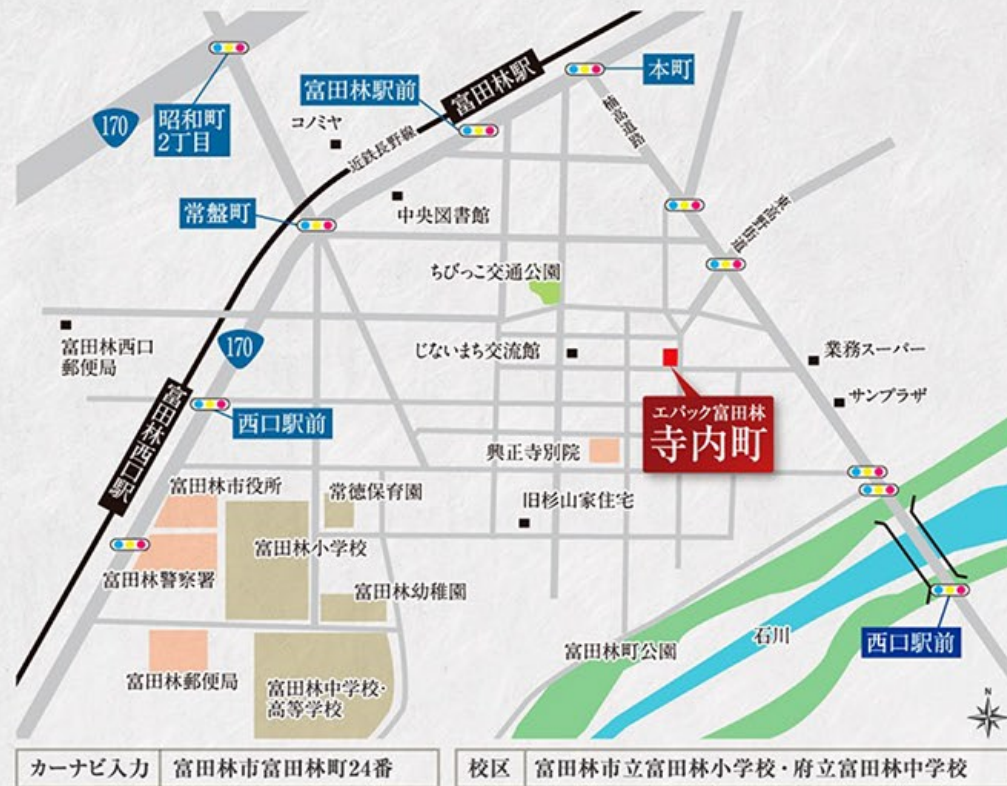 昭和町
2丁目
170
コノミヤ
富田林駅前
富田林駅
本町
近鉄長野線
楠高道路
常盤町
中央図書館
東高野街道
ちびっこ交通公園
富田林西口
郵便局
170
じないまち交流館
業務スーパー
サンプラザ
エバック富田林
寺内町
西口駅前
富田林西口駅
興正寺別院
富田林市役所
常徳保育園
旧杉山家住宅
富田林小学校
富田林警察署
富田林幼稚園
富田林町公園
石川
西口駅前
富田林郵便局
富田林中学校・
高等学校
N
カーナビ入力 富田林市富田林町24番
校区 富田林市立富田林小学校・府立富田林中学校